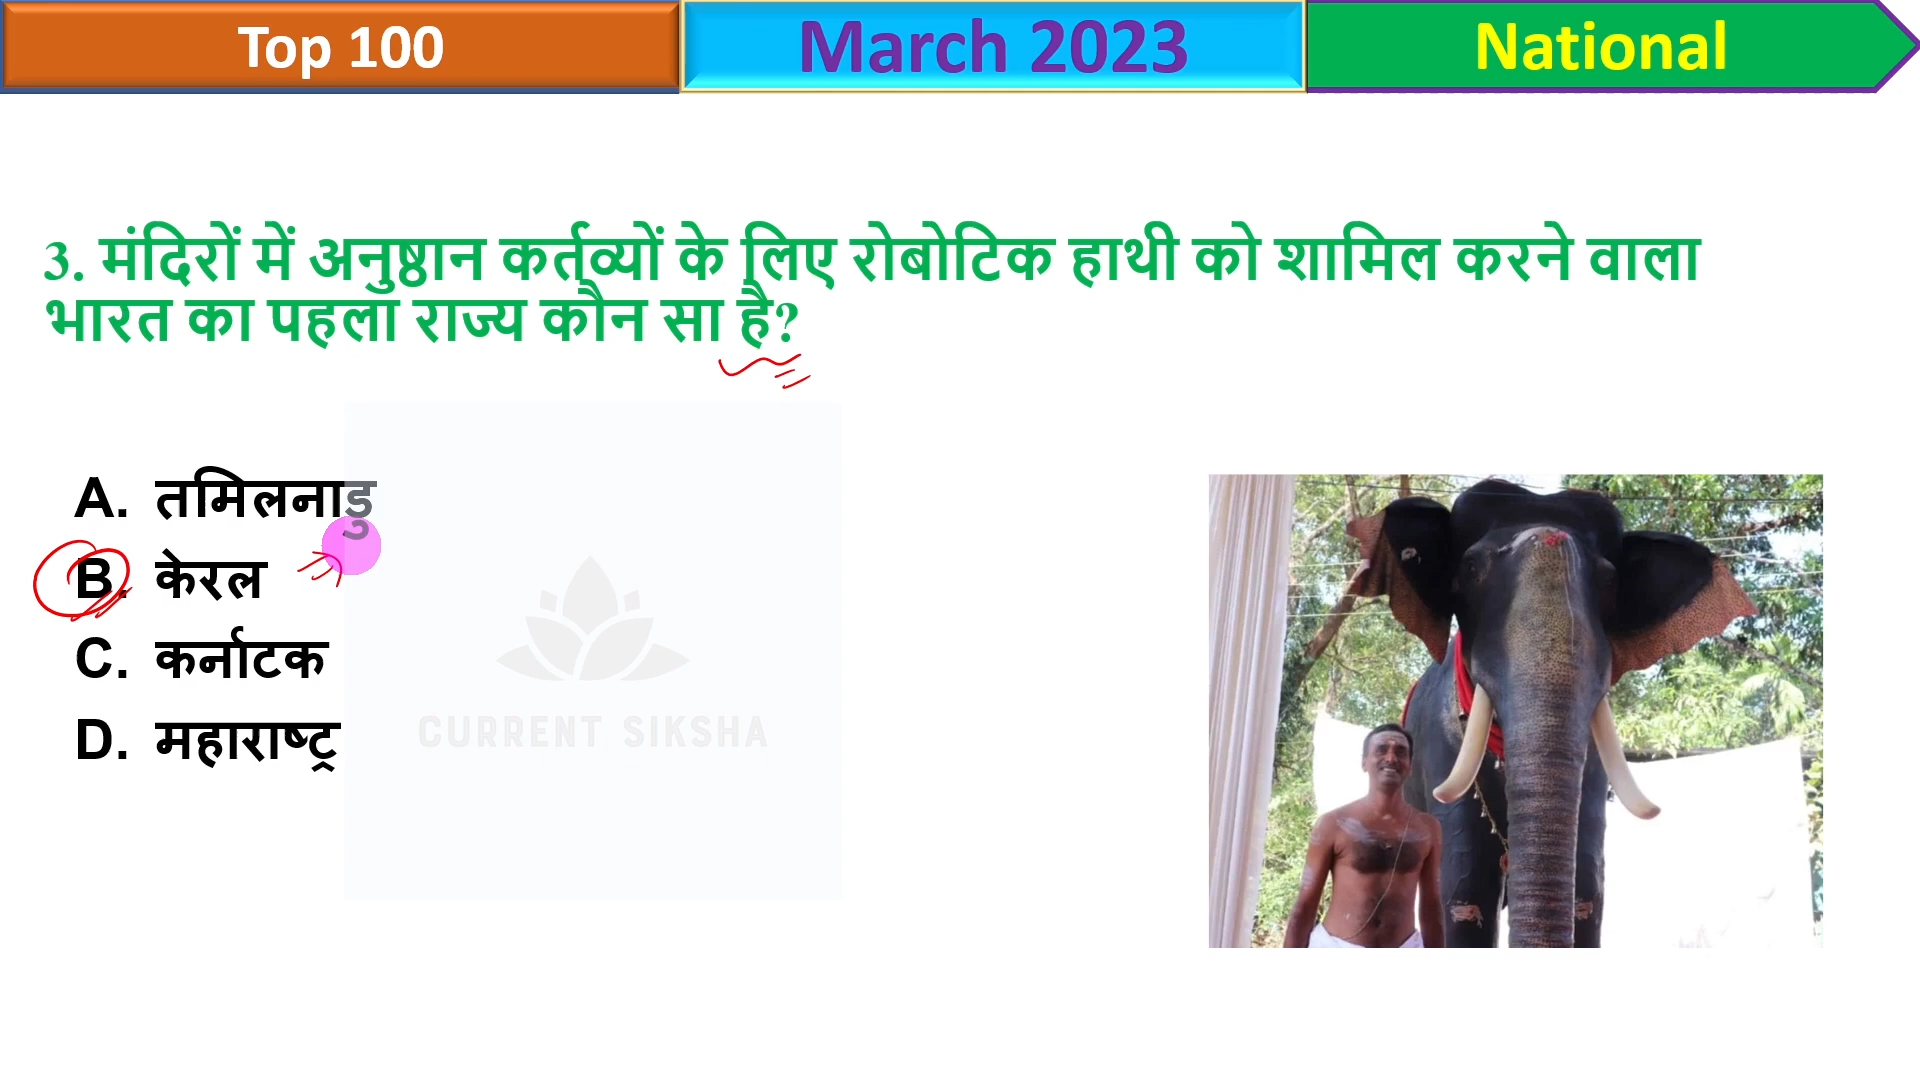 Top 100
March 2023
National
3. मंदिरों में अनुष्ठान कर्तव्यों के लिए रोबोटिक हाथी को शामिल करने वाला
भारत का पहला राज्य कौन सा है?
A. तमिलनाडु
B. केरल
C. कर्नाटक
D. महाराष्ट्र
CURRENT SIKSHA